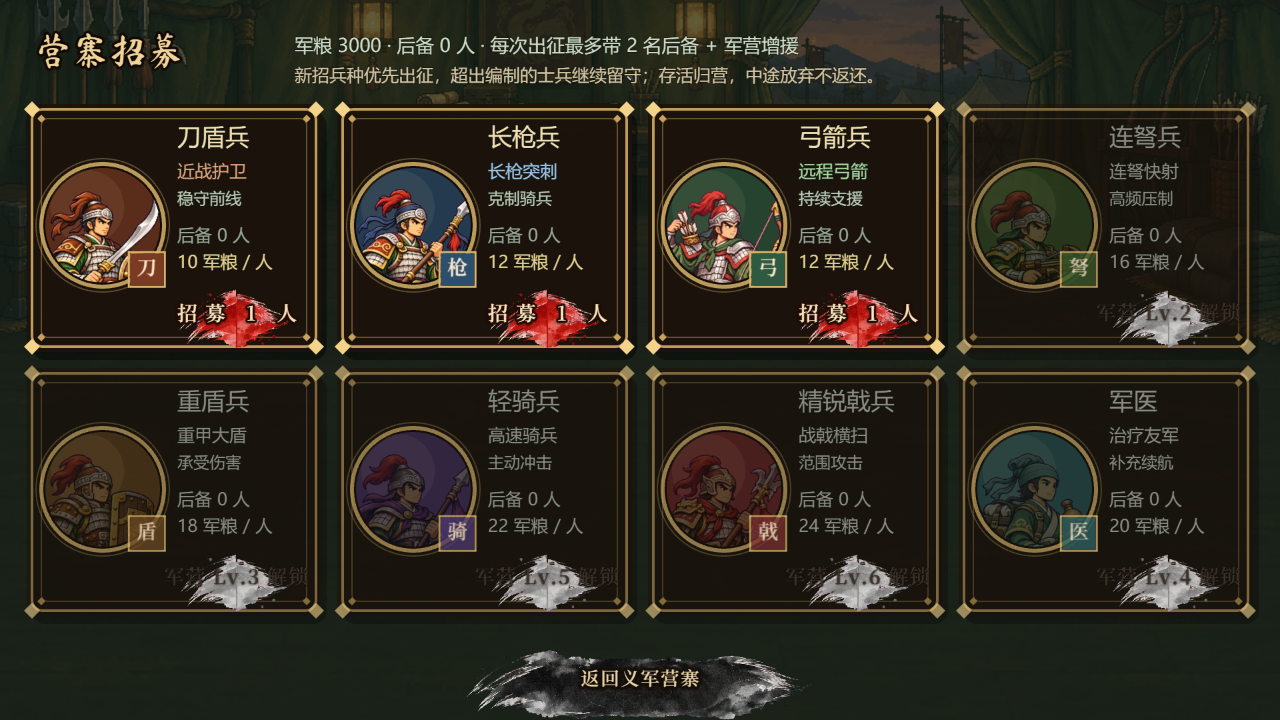 营寨招募
军粮 3000 · 后备 0 人 · 每次出征最多带 2 名后备 + 军营增援
新招兵种优先出征，超出编制的士兵继续留守；存活归营，中途放弃不返还。
刀盾兵
近战护卫
稳守前线
后备 0 人
10 军粮 / 人
刀
招募 1 人
长枪兵
长枪突刺
克制骑兵
后备 0 人
12 军粮 / 人
枪
招募 1 人
弓箭兵
远程弓箭
持续支援
后备 0 人
12 军粮 / 人
弓
招募 1 人
连弩兵
连弩快射
高频压制
后备 0 人
16 军粮 / 人
弩
军营 Lv.2 解锁
重盾兵
重甲大盾
承受伤害
后备 0 人
18 军粮 / 人
盾
军营 Lv.3 解锁
轻骑兵
高速骑兵
主动冲击
后备 0 人
22 军粮 / 人
骑
军营 Lv.5 解锁
精锐戟兵
战戟横扫
范围攻击
后备 0 人
24 军粮 / 人
戟
军营 Lv.6 解锁
军医
治疗友军
补充续航
后备 0 人
20 军粮 / 人
医
军营 Lv.4 解锁
返回义军营寨